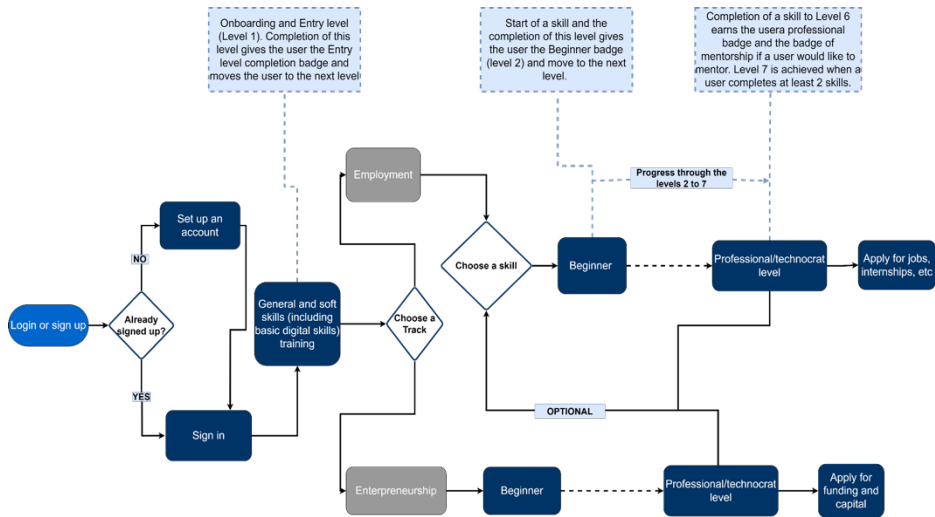 Onboarding and Entry level
(Level 1). Completion of this
level gives the user the Entry
level completion badge and
moves the user to the next level
Start of a skill and the
completion of this level gives
the user the Beginner badge
(level 2) and move to the next
level.
Completion of a skill to Level 6
earns the usera professional
badge and the badge of
mentorship if a user would like to
mentor. Level 7 is achieved when a
user completes at least 2 skills.
Employment
Progress through the
levels 2 to 7
Set up an
account
NO
Choose a skill
Beginner
Professional/technocrat
level
Apply for jobs,
internships, etc
Login or sign up
Already
signed up?
General and soft
skills (including
basic digital skills)
training
Choose a
Track
YES
Sign in
OPTIONAL
Enterpreneurship
Beginner
Professional/technocrat
level
Apply for
funding and
capital